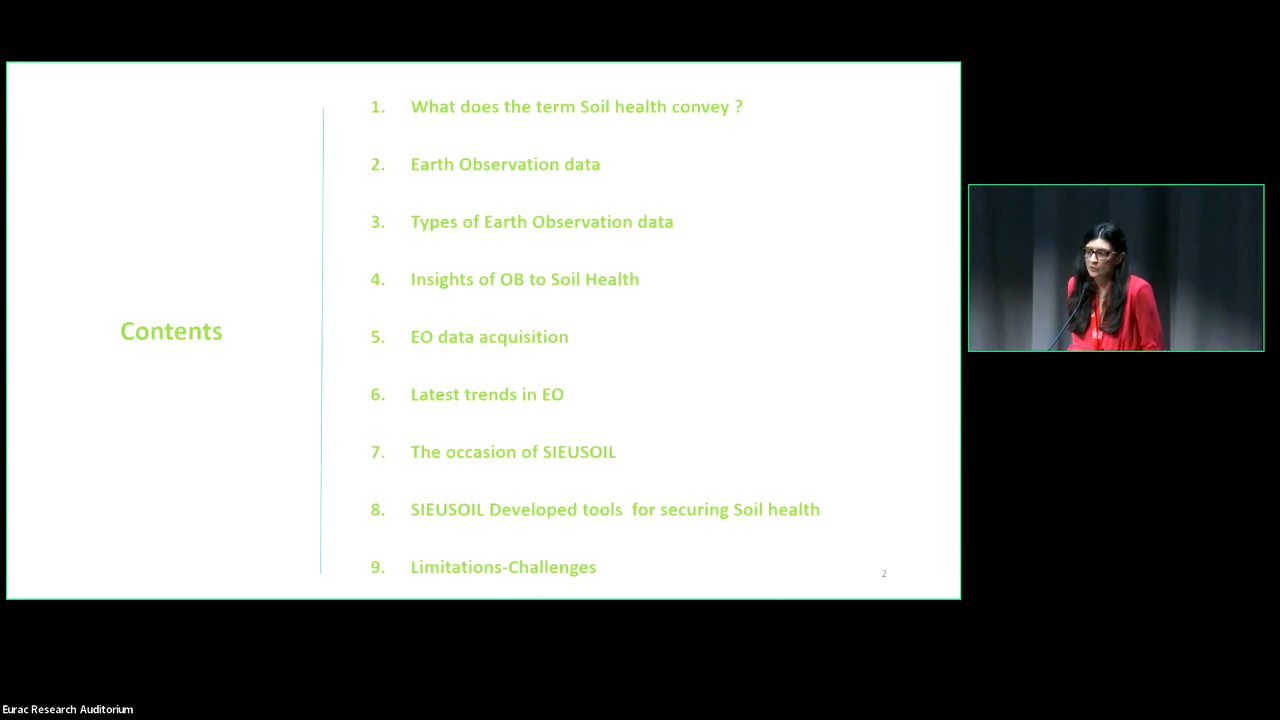 Contents
1. What does the term Soil health convey ?
2. Earth Observation data
3. Types of Earth Observation data
4. Insights of OB to Soil Health
5. EO data acquisition
6. Latest trends in EO
7. The occasion of SIEUSOIL
8. SIEUSOIL Developed tools  for securing Soil health
9. Limitations-Challenges
2
Eurac Research Auditorium